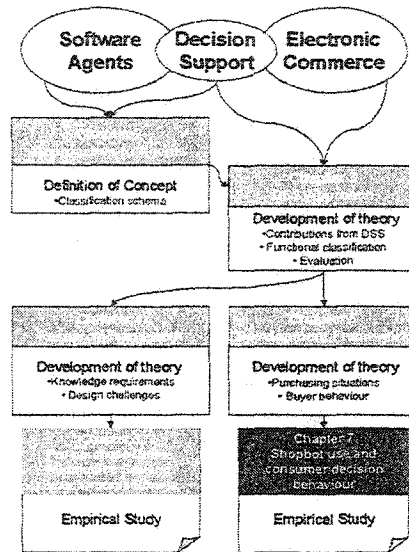 Software
Agents
Decision
Support
Electronic
Commerce
Definition of Concept
•Classification schema
Development of theory
•Contributions from DSS
•Functional classification
• Evaluation
Development of theory
•Knowledge requirements
• Design challenges
Development of theory
•Purchasing situations
• Buyer behaviour
Chapter 7
Shopbot use and
consumer decision
behaviour
Empirical Study
Empirical Study